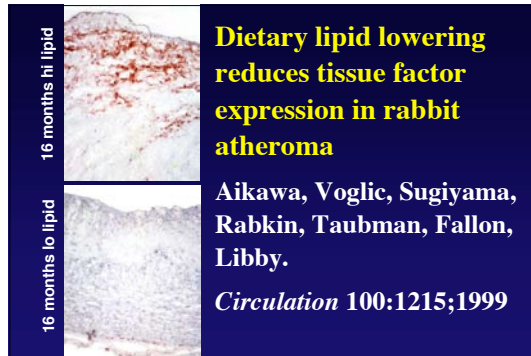 16 months hi lipid
16 months lo lipid
Dietary lipid lowering
reduces tissue factor
expression in rabbit
atheroma
Aikawa, Voglic, Sugiyama,
Rabkin, Taubman, Fallon,
Libby.
Circulation 100:1215;1999